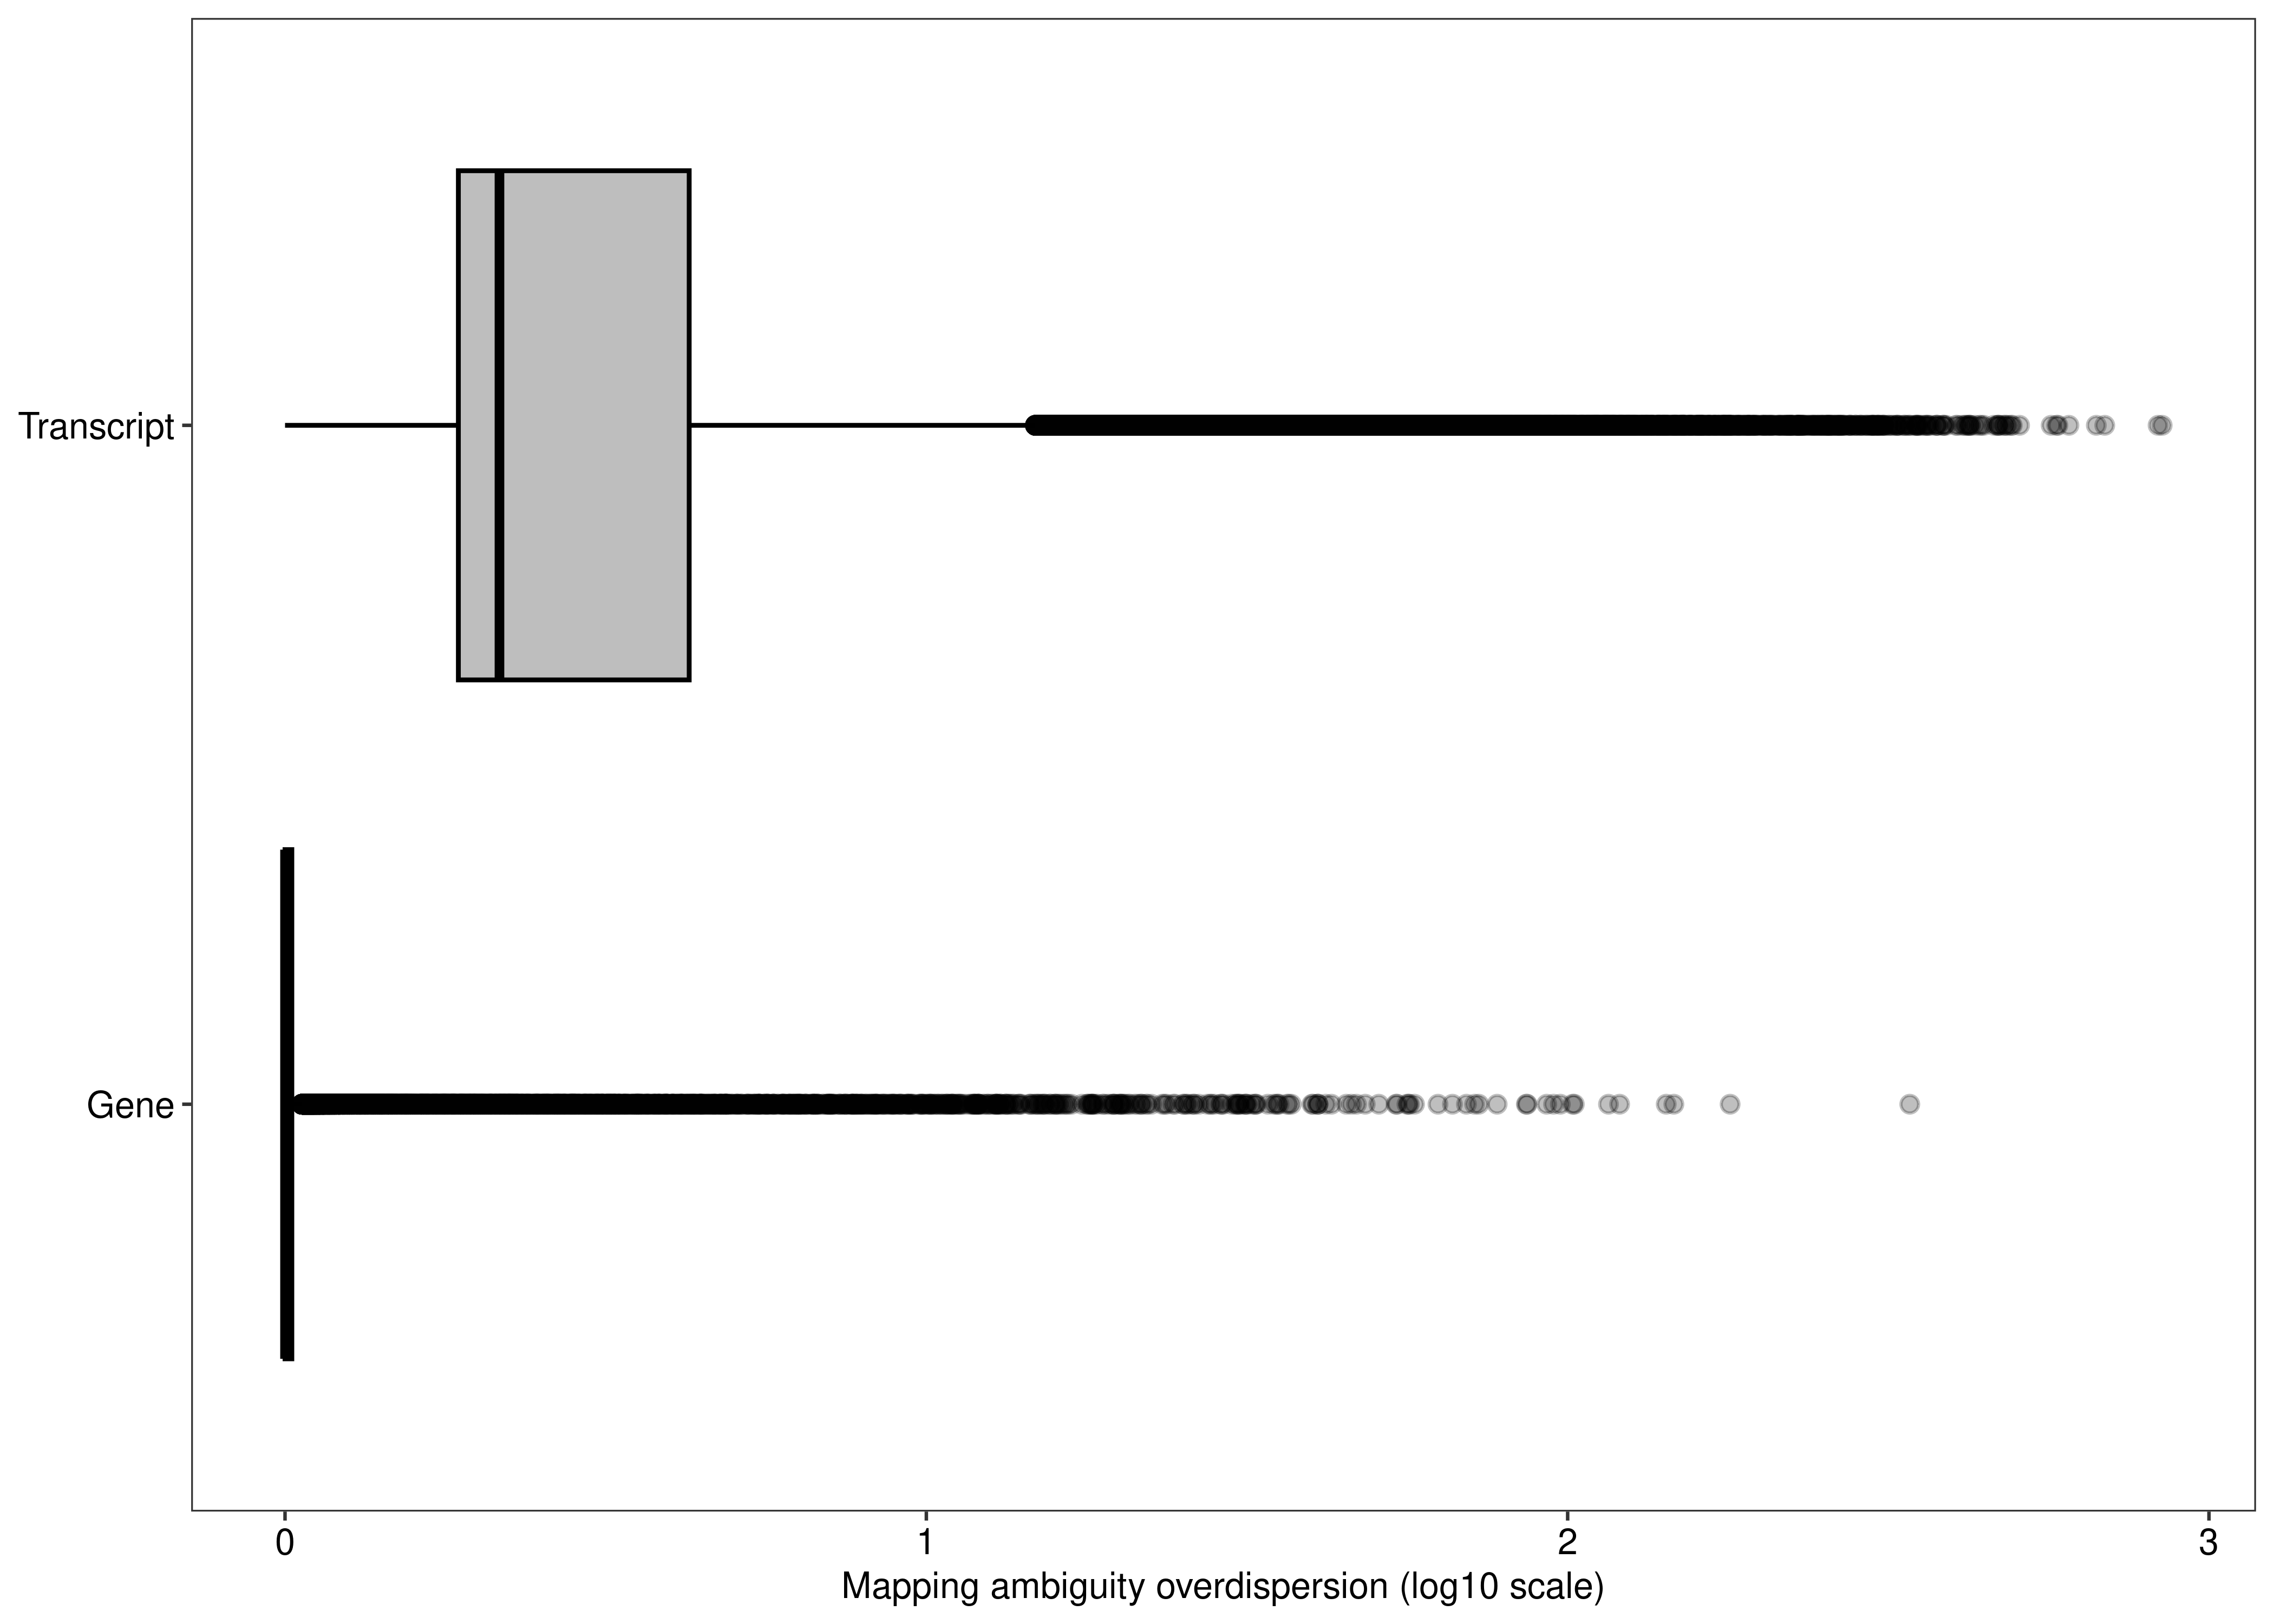 Transcript
Gene
0 1 2 3
Mapping ambiguity overdispersion (log10 scale)